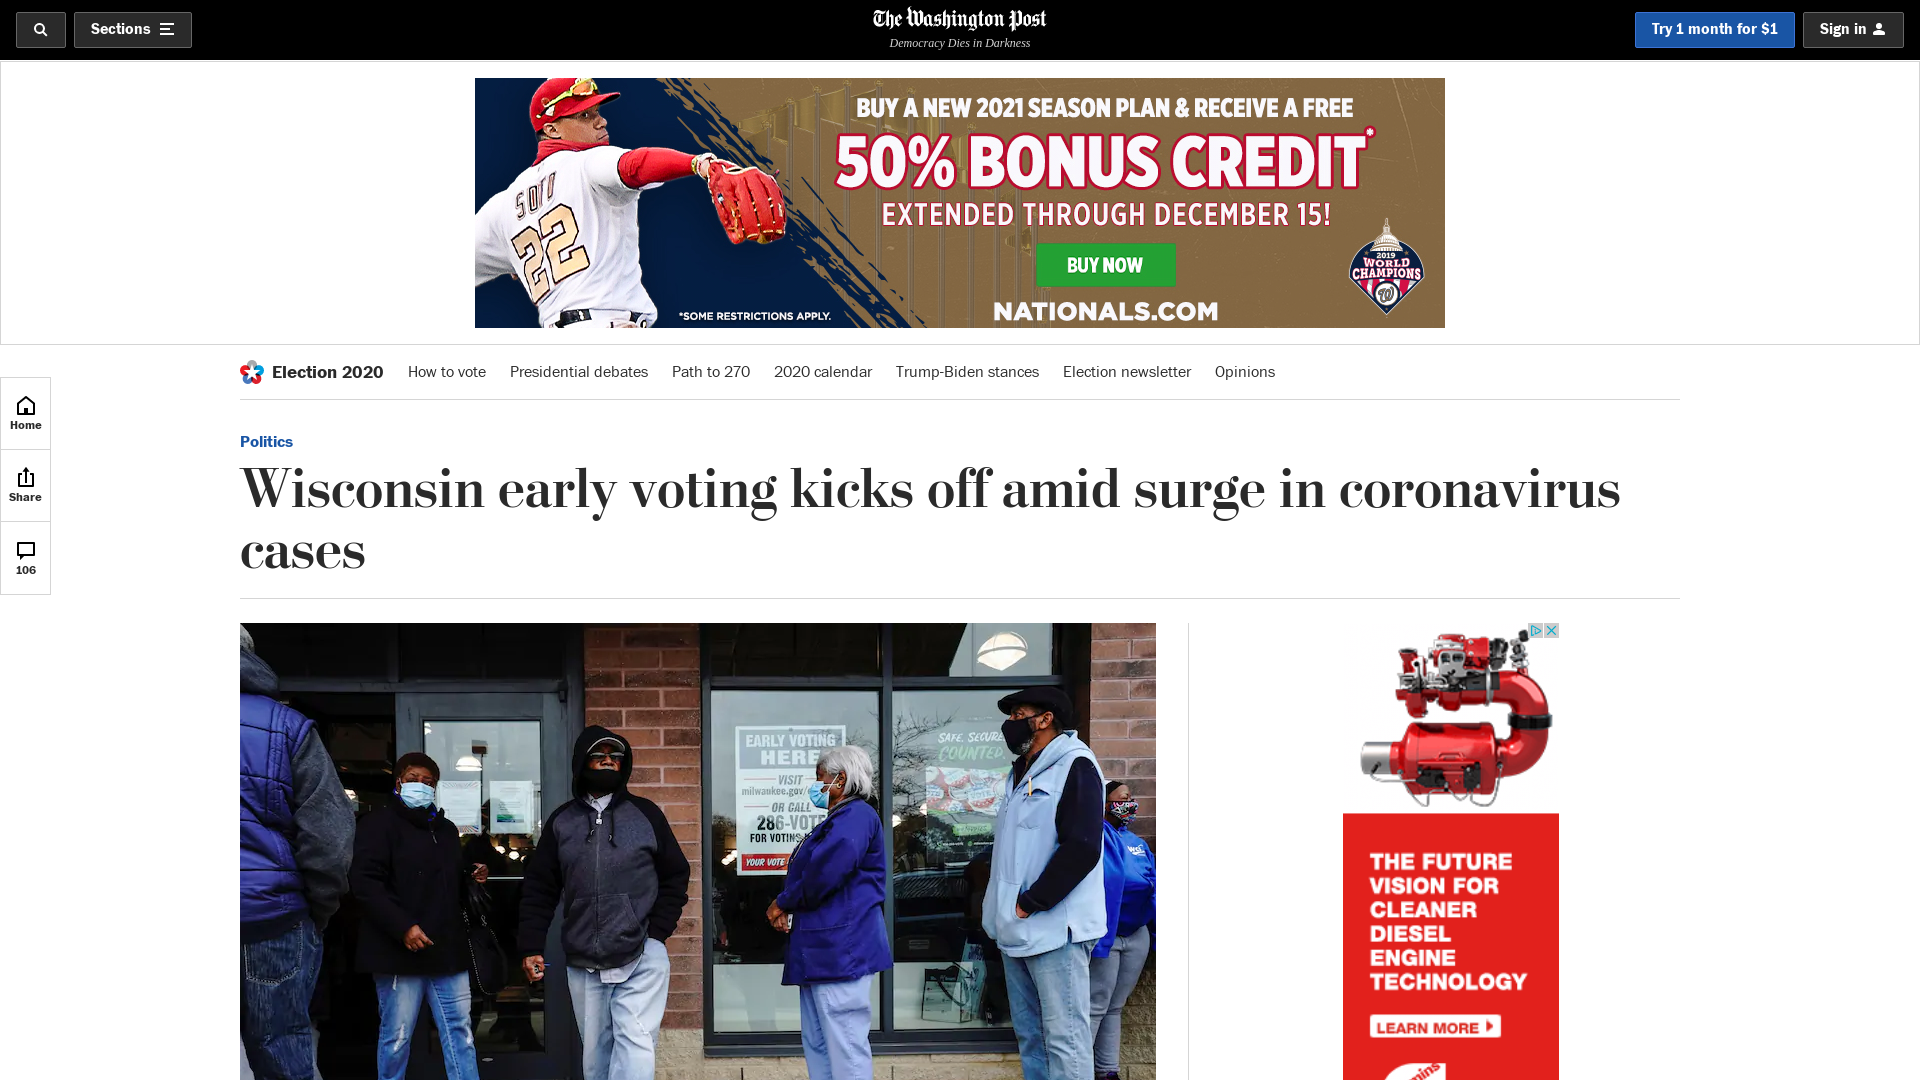 Sections
The Washington Post
Democracy Dies in Darkness
Try 1 month for $1
Sign in
SOTO
22
BUY A NEW 2021 SEASON PLAN & RECEIVE A FREE
50% BONUS CREDIT*
EXTENDED THROUGH DECEMBER 15!
BUY NOW
NATIONALS.COM
*SOME RESTRICTIONS APPLY.
2019
WORLD
CHAMPIONS
W
Election 2020
How to vote
Presidential debates
Path to 270
2020 calendar
Trump-Biden stances
Election newsletter
Opinions
Home
Share
106
Politics
Wisconsin early voting kicks off amid surge in coronavirus
cases
EARLY VOTING
HERE
VISIT
milwaukee.gov/
OR CALL
286-VOTE
FOR VOTING
YOUR VOTE
SAFE. SECURE.
COUNTED.
THE FUTURE
VISION FOR
CLEANER
DIESEL
ENGINE
TECHNOLOGY
LEARN MORE